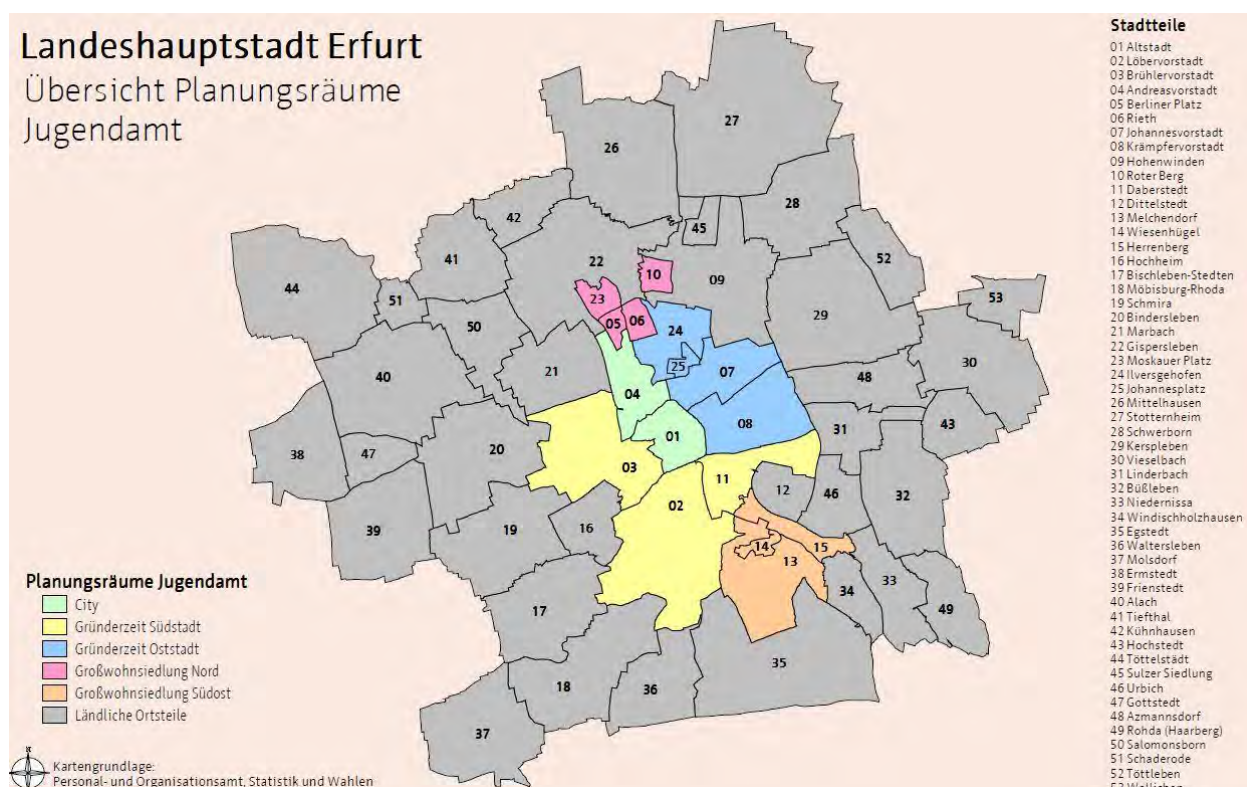 Landeshauptstadt Erfurt
Übersicht Planungsräume
Jugendamt
Stadtteile
01 Altstadt
02 Löbervorstadt
03 Brühlervorstadt
04 Andreasvorstadt
05 Berliner Platz
06 Rieth
07 Johannesvorstadt
08 Krämpfervorstadt
09 Hohenwinden
10 Roter Berg
11 Daberstedt
12 Dittelstedt
13 Melchendorf
14 Wiesenhügel
15 Herrenberg
16 Hochheim
17 Bischleben-Stedten
18 Möbisburg-Rhoda
19 Schmira
20 Bindersleben
21 Marbach
22 Gispersleben
23 Moskauer Platz
24 Ilversgehofen
25 Johannesplatz
26 Mittelhausen
27 Stotternheim
28 Schwerborn
29 Kerspleben
30 Vieselbach
31 Linderbach
32 Büßleben
33 Niedernissa
34 Windischholzhausen
35 Egstedt
36 Waltersleben
37 Molsdorf
38 Ermstedt
39 Frienstedt
40 Alach
41 Tiefthal
42 Kühnhausen
43 Hochstedt
44 Töttelstädt
45 Sulzer Siedlung
46 Urbich
47 Gottstedt
48 Azmannsdorf
49 Rohda (Haarberg)
50 Salomonsborn
51 Schaderode
52 Töttleben
27
26
28
42
45
41
22
52
44
10
09
51
23
53
50
05
06
24
29
30
21
25
07
40
48
04
08
43
31
01
38
47
20
03
11
12
46
32
02
39
19
16
14
15
13
33
34
17
49
35
18
36
37
Planungsräume Jugendamt
City
Gründerzeit Südstadt
Gründerzeit Oststadt
Großwohnsiedlung Nord
Großwohnsiedlung Südost
Ländliche Ortsteile
Kartengrundlage:
Personal- und Organisationsamt, Statistik und Wahlen